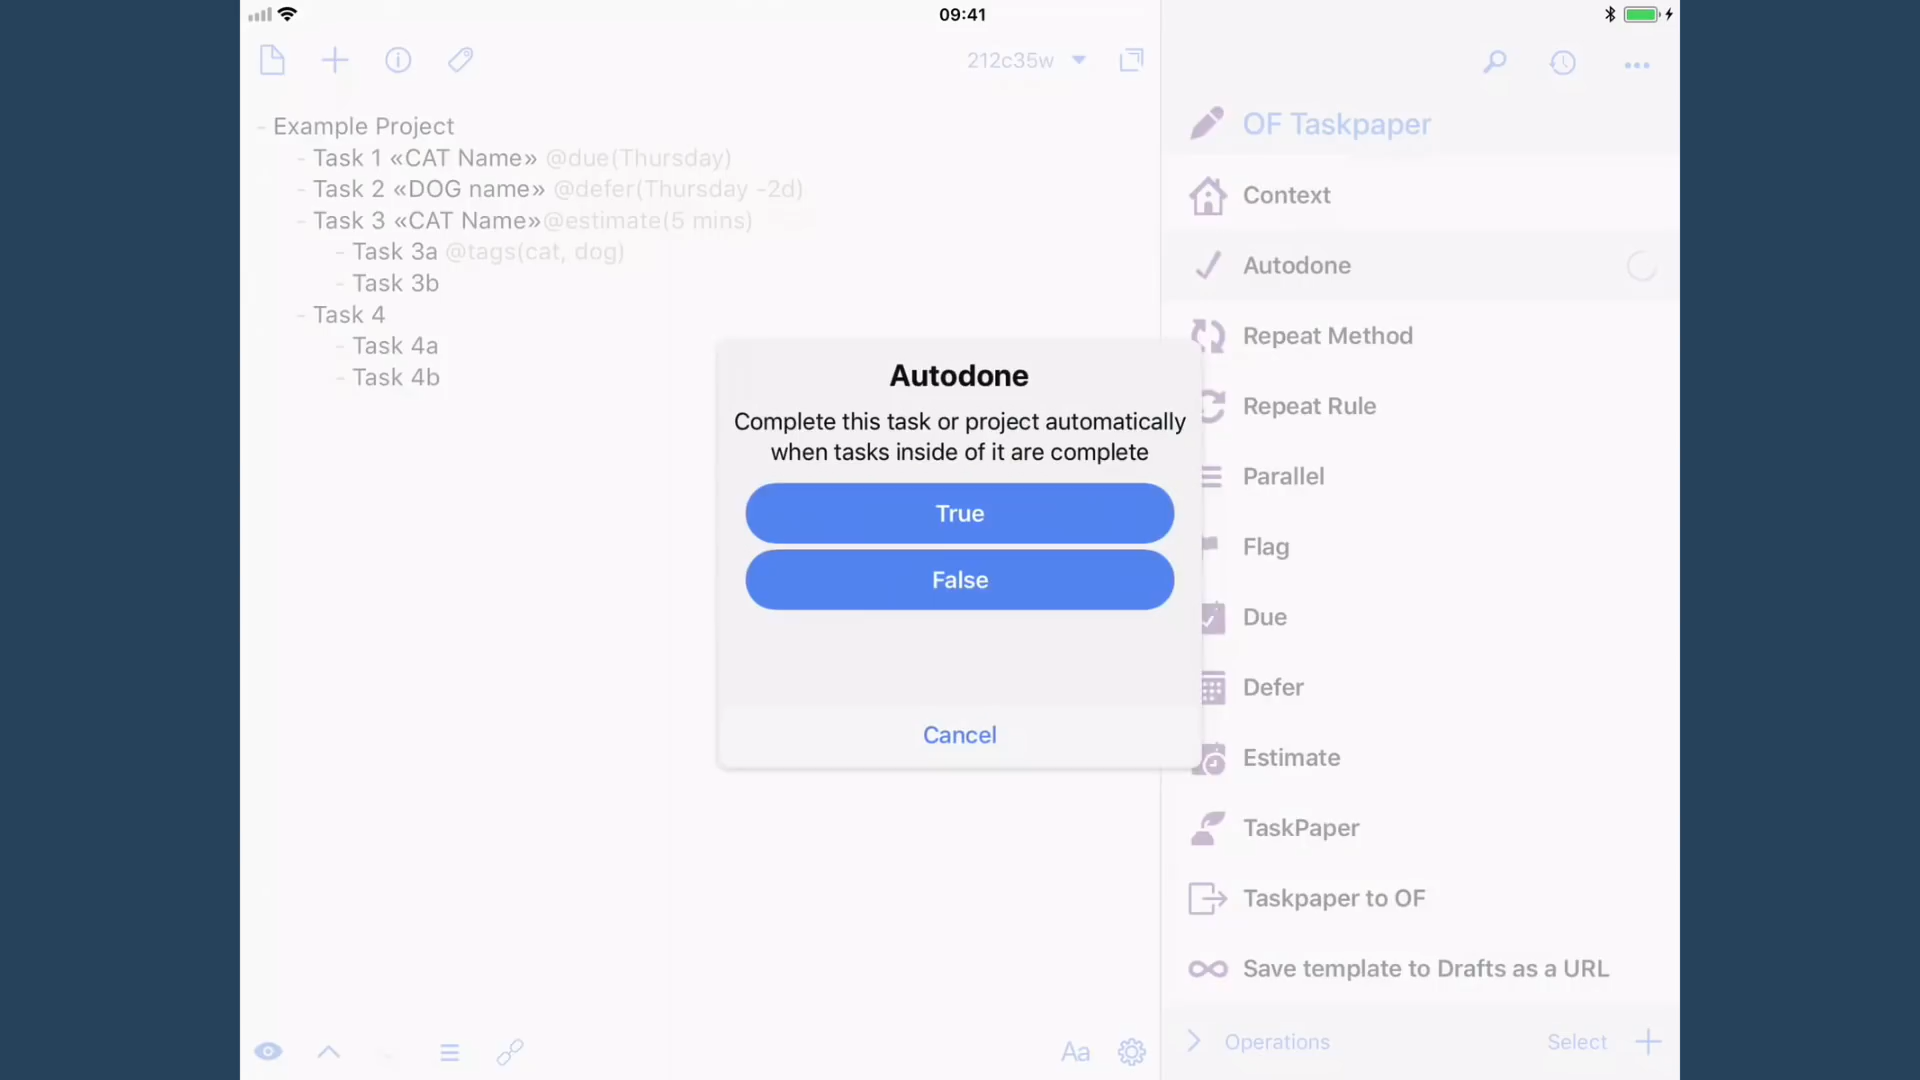 09:41
212c35w
- Example Project
- Task 1 «CAT Name» @due(Thursday)
- Task 2 «DOG name» @defer(Thursday -2d)
- Task 3 «CAT Name»@estimate(5 mins)
- Task 3a @tags(cat, dog)
- Task 3b
- Task 4
- Task 4a
- Task 4b
Autodone
Complete this task or project automatically
when tasks inside of it are complete
True
False
Cancel
OF Taskpaper
Context
Autodone
Repeat Method
Repeat Rule
Parallel
Flag
Due
Defer
Estimate
TaskPaper
Taskpaper to OF
Save template to Drafts as a URL
Aa
Operations
Select